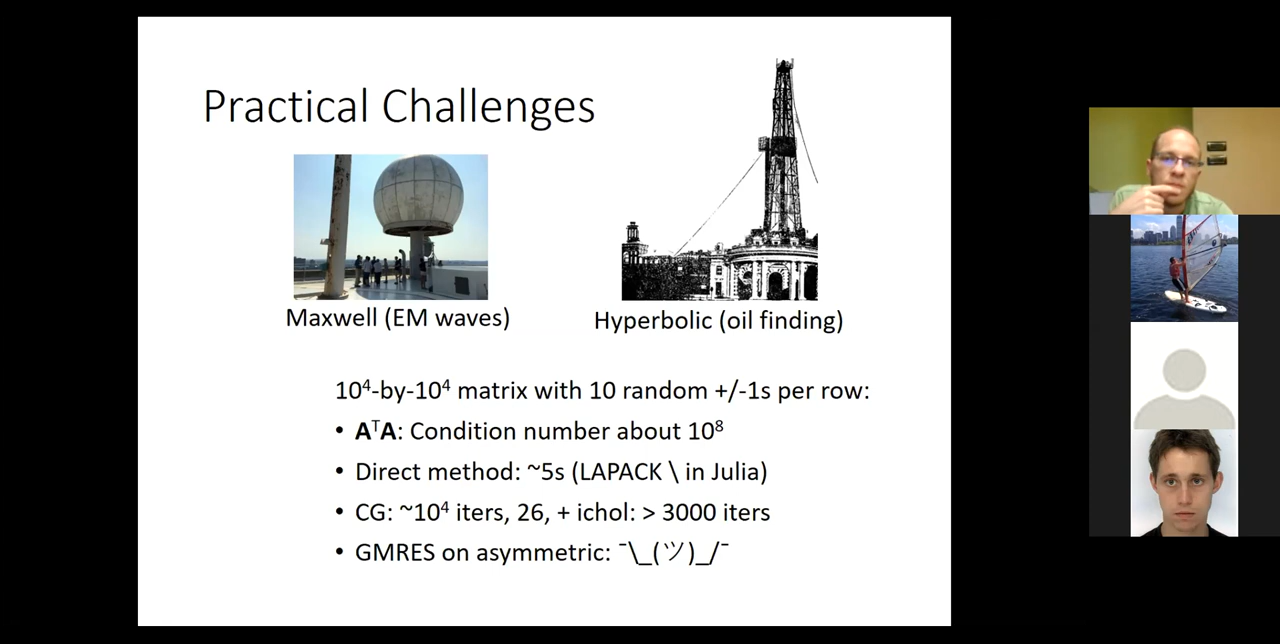 Practical Challenges
Maxwell (EM waves)
Hyperbolic (oil finding)
10⁴-by-10⁴ matrix with 10 random +/-1s per row:
• AᵀA: Condition number about 10⁸
• Direct method: ~5s (LAPACK \ in Julia)
• CG: ~10⁴ iters, 26, + ichol: > 3000 iters
• GMRES on asymmetric: ¯\_(ツ)_/¯